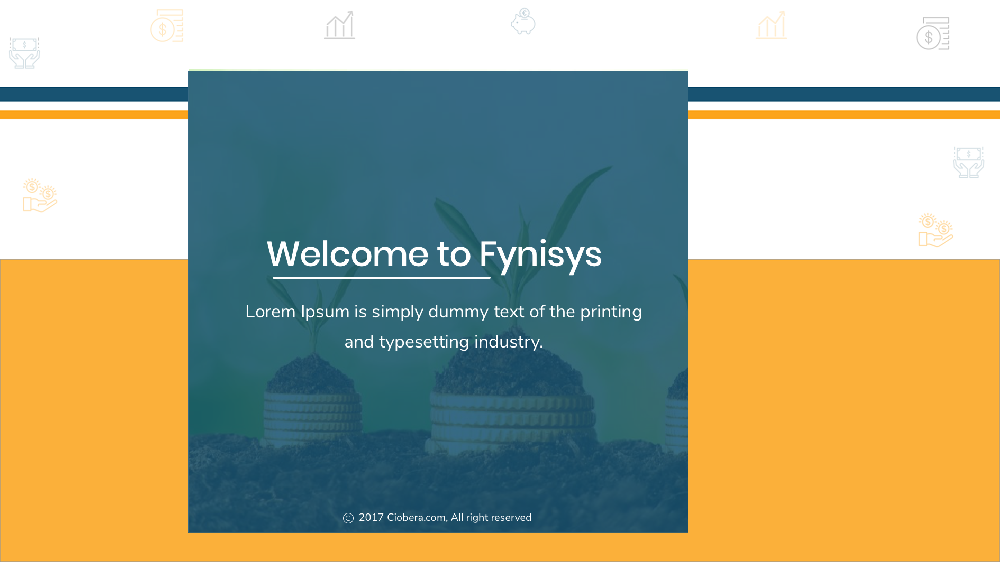 Welcome to Fynisys
Lorem Ipsum is simply dummy text of the printing
and typesetting industry.
© 2017 Ciobera.com, All right reserved